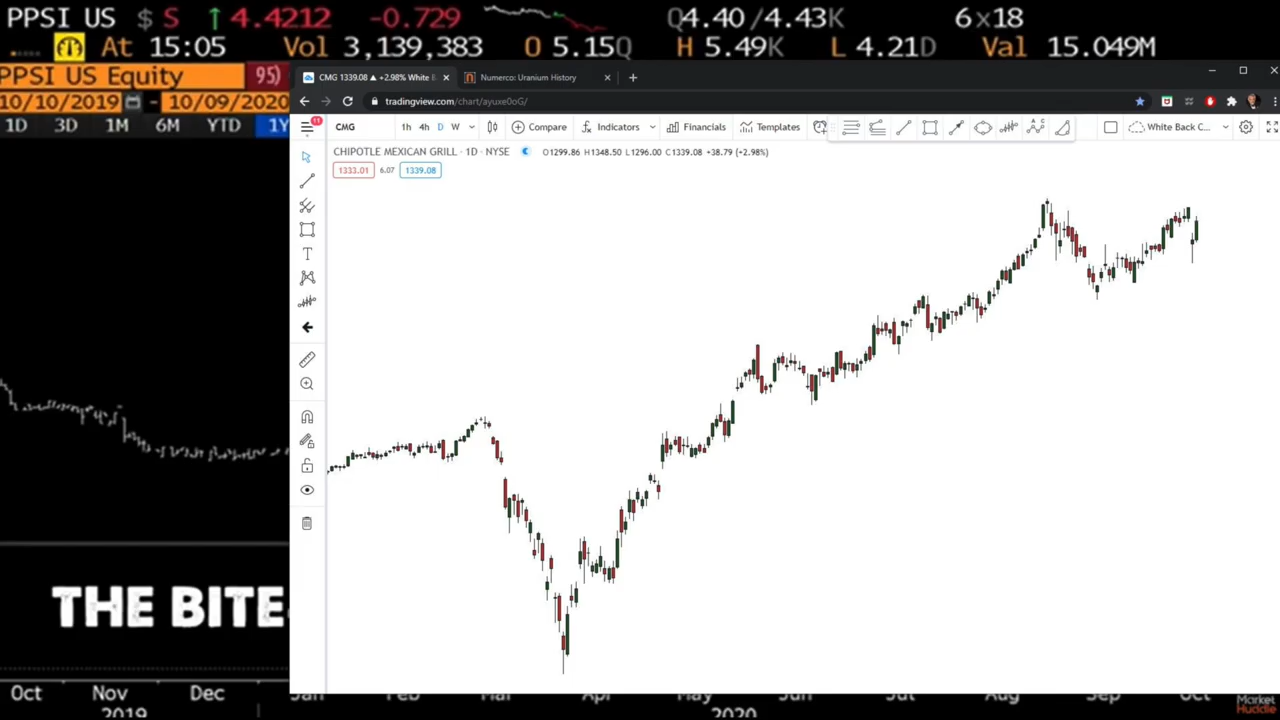 PPSI US $ S ↑ 4.4212 -0.729 Q4.40 /4.43K 6x18
At 15:05 Vol 3,139,383 O 5.15Q H 5.49K L 4.21D Val 15.049M
PPSI US Equity 95)
10/10/2019 - 10/09/2020
1D 3D 1M 6M YTD 1Y
CMG 1339.08 ▲ +2.98% White B
Numerco: Uranium History
tradingview.com/chart/ayuxe0oG/
11
CMG 1h 4h D W Compare Indicators Financials Templates White Back C...
CHIPOTLE MEXICAN GRILL · 1D · NYSE O1299.86 H1348.50 L1296.00 C1339.08 +38.79 (+2.98%)
1333.01 6.07 1339.08
THE BITE
Oct Nov Dec Jan Feb Mar Apr May Jun Jul Aug Sep Oct
2019 2020
Market
Huddle